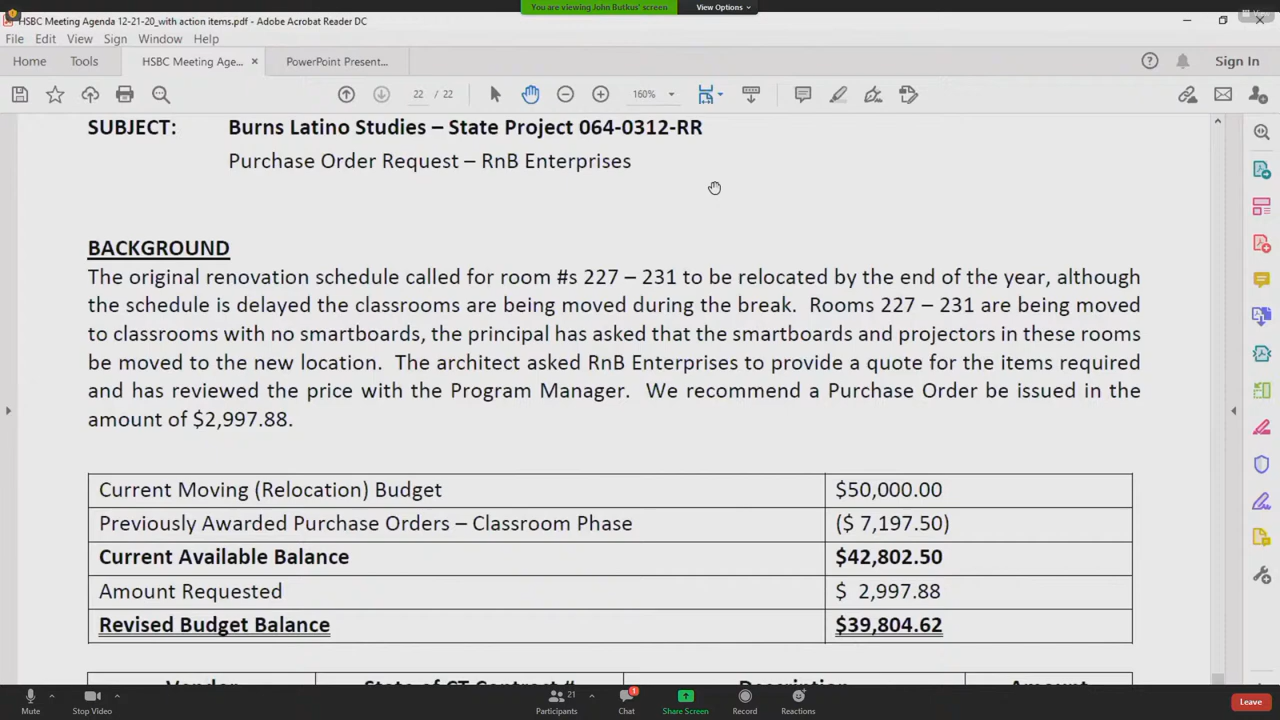 HSBC Meeting Agenda 12-21-20_with action items.pdf - Adobe Acrobat Reader DC
You are viewing John Butkus' screen
View Options
View
File Edit View Sign Window Help
Home Tools HSBC Meeting Age... × PowerPoint Present... Sign In
22 / 22 160%
SUBJECT: Burns Latino Studies – State Project 064-0312-RR
Purchase Order Request – RnB Enterprises
BACKGROUND
The original renovation schedule called for room #s 227 – 231 to be relocated by the end of the year, although
the schedule is delayed the classrooms are being moved during the break. Rooms 227 – 231 are being moved
to classrooms with no smartboards, the principal has asked that the smartboards and projectors in these rooms
be moved to the new location. The architect asked RnB Enterprises to provide a quote for the items required
and has reviewed the price with the Program Manager. We recommend a Purchase Order be issued in the
amount of $2,997.88.
Current Moving (Relocation) Budget $50,000.00
Previously Awarded Purchase Orders – Classroom Phase ($ 7,197.50)
Current Available Balance $42,802.50
Amount Requested $ 2,997.88
Revised Budget Balance $39,804.62
Vendor State of CT Contract # Description Amount
21 1
Mute Stop Video Participants Chat Share Screen Record Reactions Leave